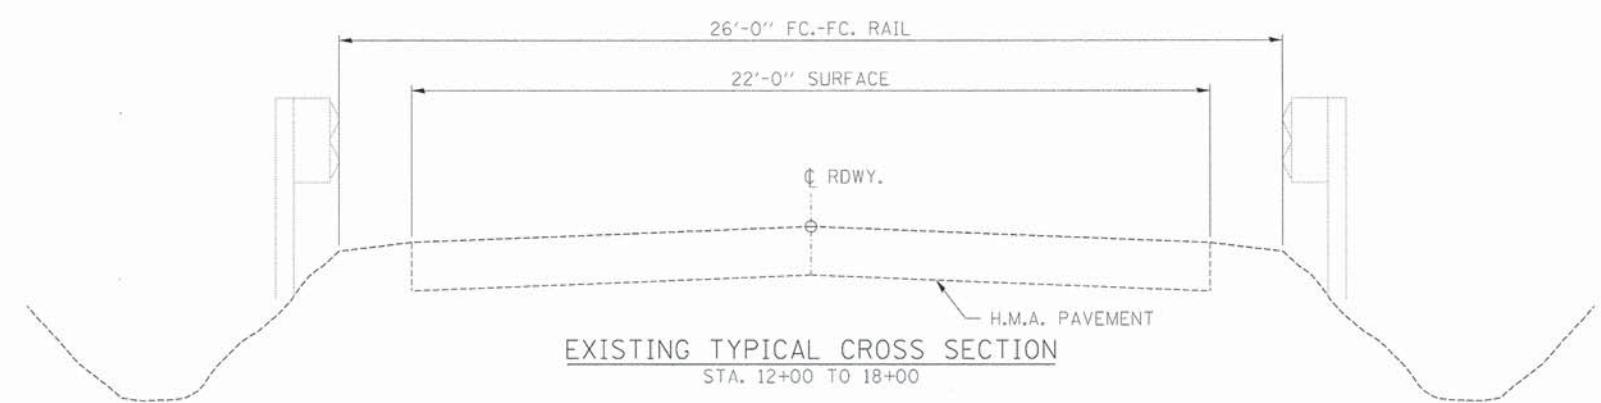 26'-0" FC.-FC. RAIL
22'-0" SURFACE
℄ RDWY.
H.M.A. PAVEMENT
EXISTING TYPICAL CROSS SECTION
STA. 12+00 TO 18+00